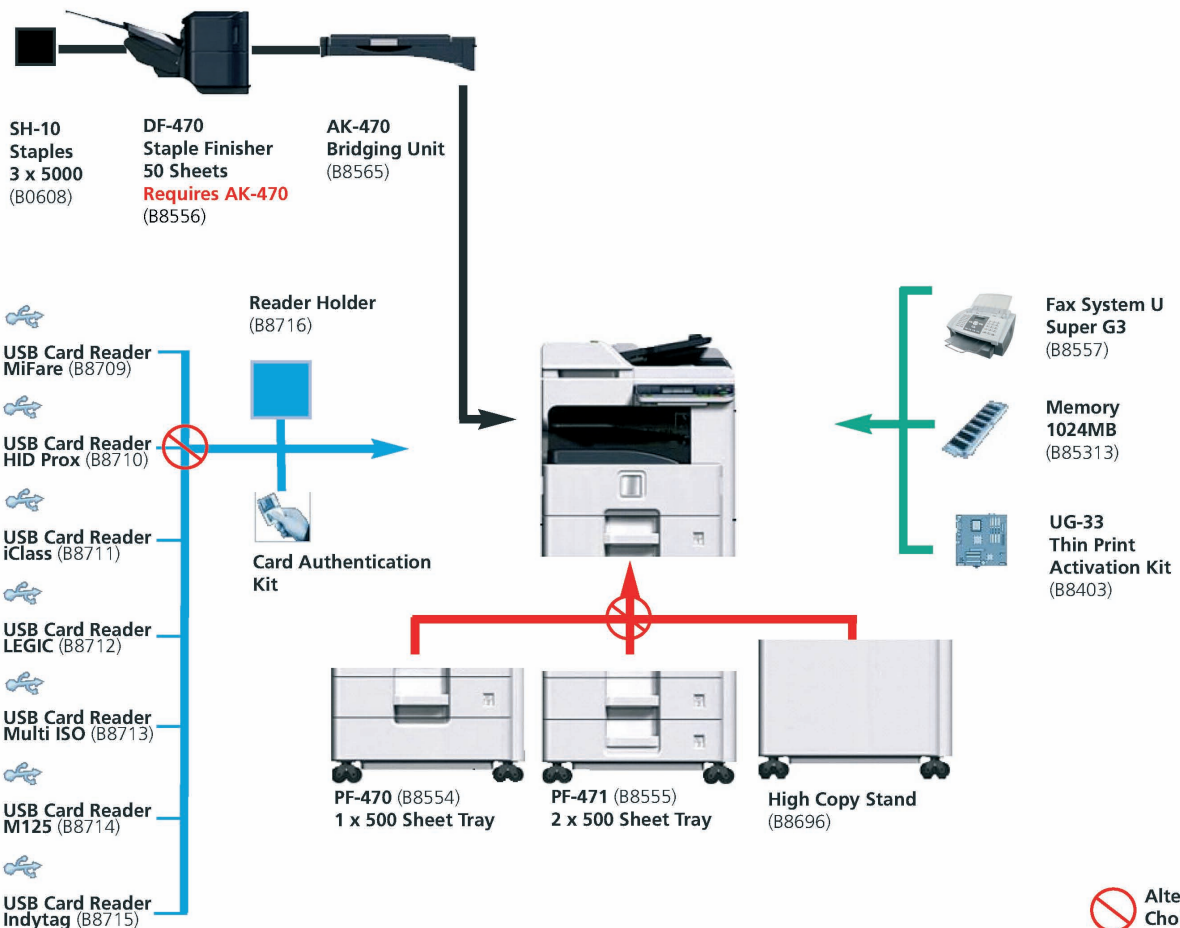 SH-10
Staples
3 x 5000
(B0608)
DF-470
Staple Finisher
50 Sheets
Requires AK-470
(B8556)
AK-470
Bridging Unit
(B8565)
Reader Holder
(B8716)
USB Card Reader
MiFare (B8709)
USB Card Reader
HID Prox (B8710)
USB Card Reader
iClass (B8711)
USB Card Reader
LEGIC (B8712)
USB Card Reader
Multi ISO (B8713)
USB Card Reader
M125 (B8714)
USB Card Reader
Indytag (B8715)
Card Authentication
Kit
Fax System U
Super G3
(B8557)
Memory
1024MB
(B85313)
UG-33
Thin Print
Activation Kit
(B8403)
PF-470 (B8554)
1 x 500 Sheet Tray
PF-471 (B8555)
2 x 500 Sheet Tray
High Copy Stand
(B8696)
Alte
Cho